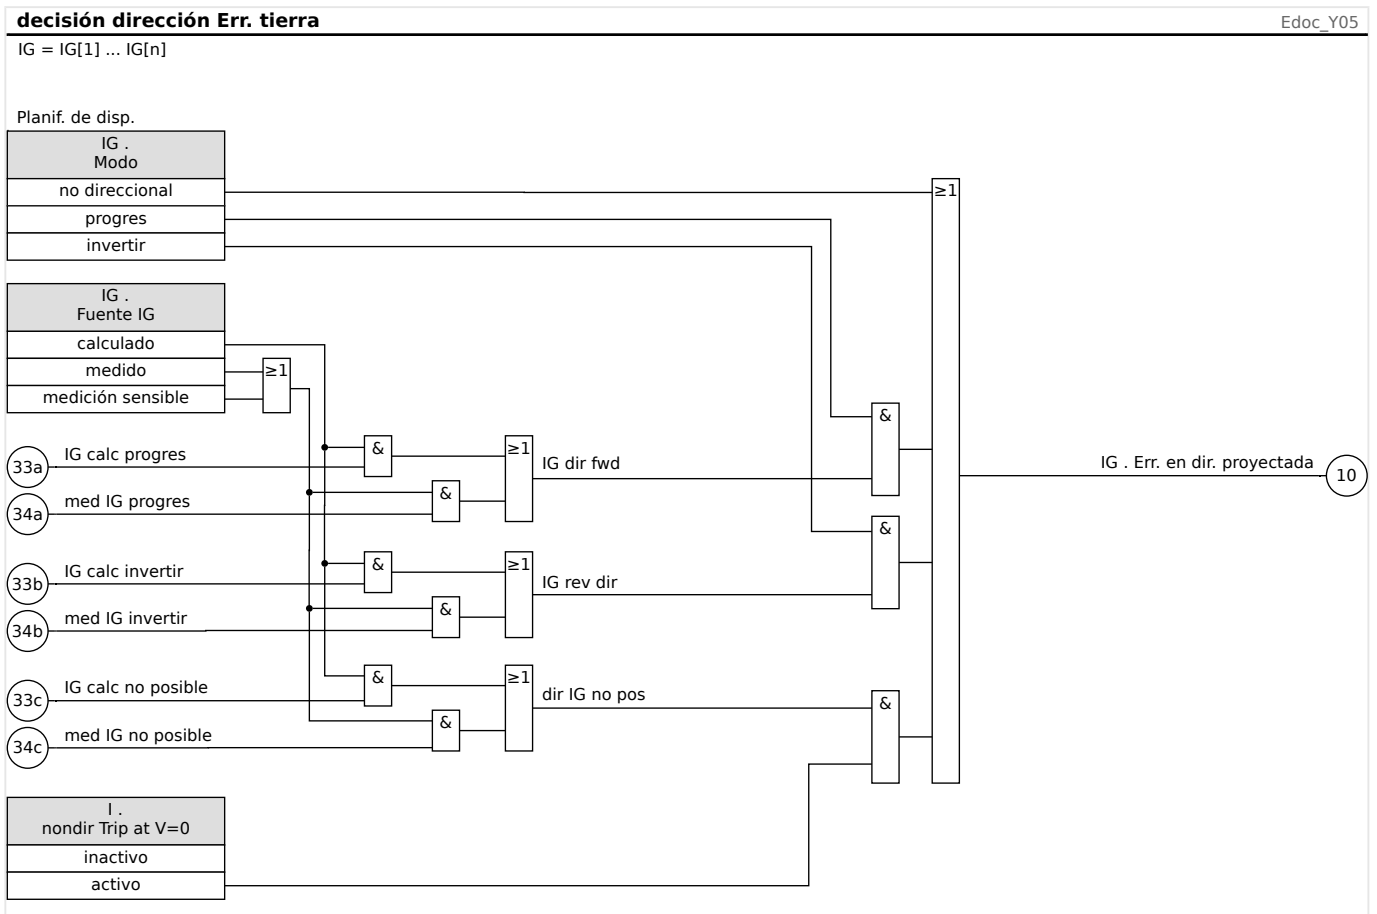 decisión dirección Err. tierra
Edoc_Y05
IG = IG[1] ... IG[n]
Planif. de disp.
IG .
Modo
no direccional
progres
invertir
≥1
IG .
Fuente IG
calculado
medido
medición sensible
≥1
&
33a
IG calc progres
&
≥1
IG dir fwd
34a
med IG progres
&
IG . Err. en dir. proyectada
10
&
33b
IG calc invertir
&
≥1
IG rev dir
34b
med IG invertir
&
33c
IG calc no posible
&
≥1
dir IG no pos
&
34c
med IG no posible
&
I .
nondir Trip at V=0
inactivo
activo